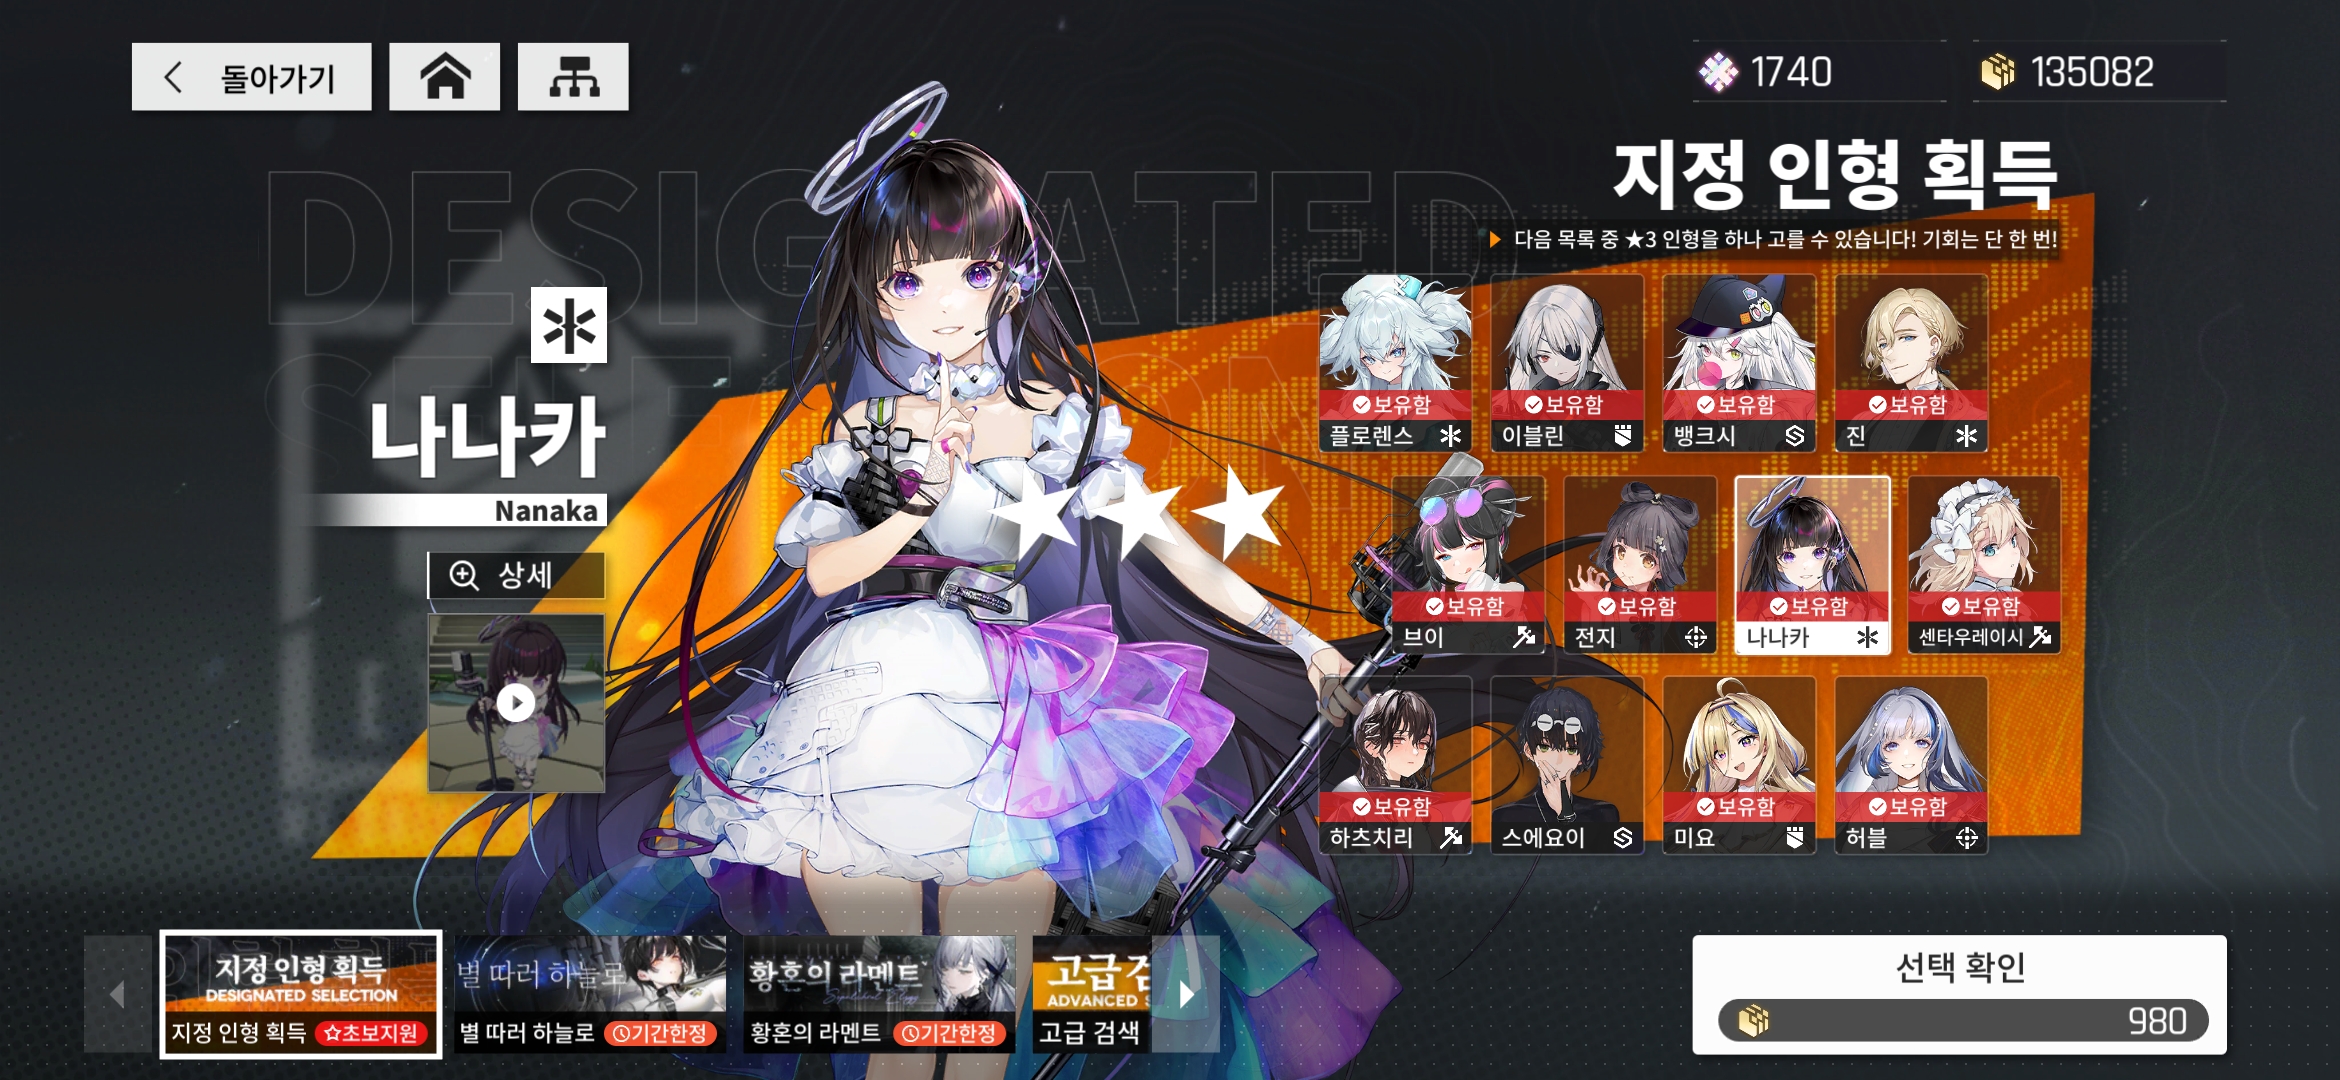 돌아가기
1740
135082
DESIGNATED
SELECTION
지정 인형 획득
다음 목록 중 ★3 인형을 하나 고를 수 있습니다! 기회는 단 한 번!
나나카
Nanaka
상세
보유함 보유함 보유함 보유함
플로렌스 이블린 뱅크시 진
보유함 보유함 보유함 보유함
브이 전지 나나카 센타우레이시
보유함 보유함 보유함
하츠치리 스에요이 미요 허블
지정 인형 획득
DESIGNATED SELECTION
지정 인형 획득 초보지원
별 따러 하늘로
별 따러 하늘로 기간한정
황혼의 라멘트
황혼의 라멘트 기간한정
고급 검
ADVANCED S
고급 검색
선택 확인
980